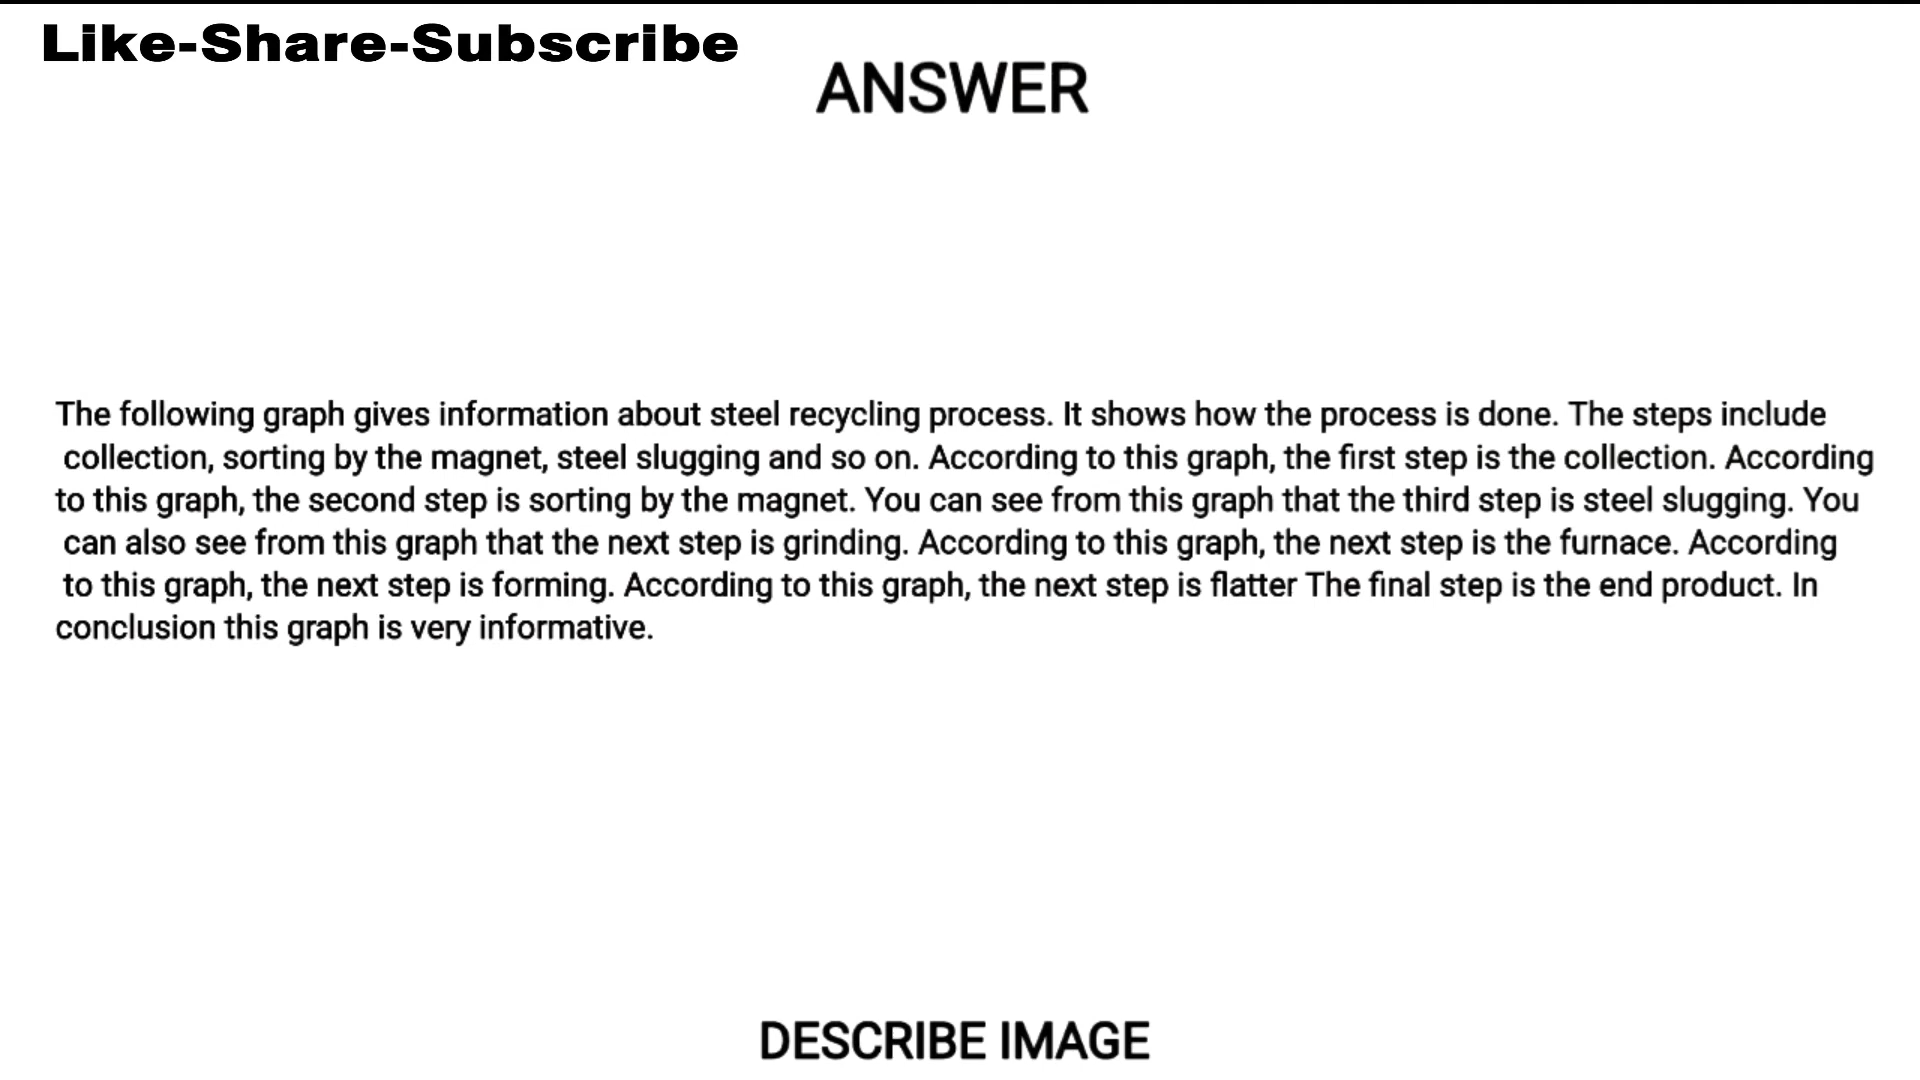 Like-Share-Subscribe
ANSWER
The following graph gives information about steel recycling process. It shows how the process is done. The steps include
collection, sorting by the magnet, steel slugging and so on. According to this graph, the first step is the collection. According
to this graph, the second step is sorting by the magnet. You can see from this graph that the third step is steel slugging. You
can also see from this graph that the next step is grinding. According to this graph, the next step is the furnace. According
to this graph, the next step is forming. According to this graph, the next step is flatter The final step is the end product. In
conclusion this graph is very informative.
DESCRIBE IMAGE